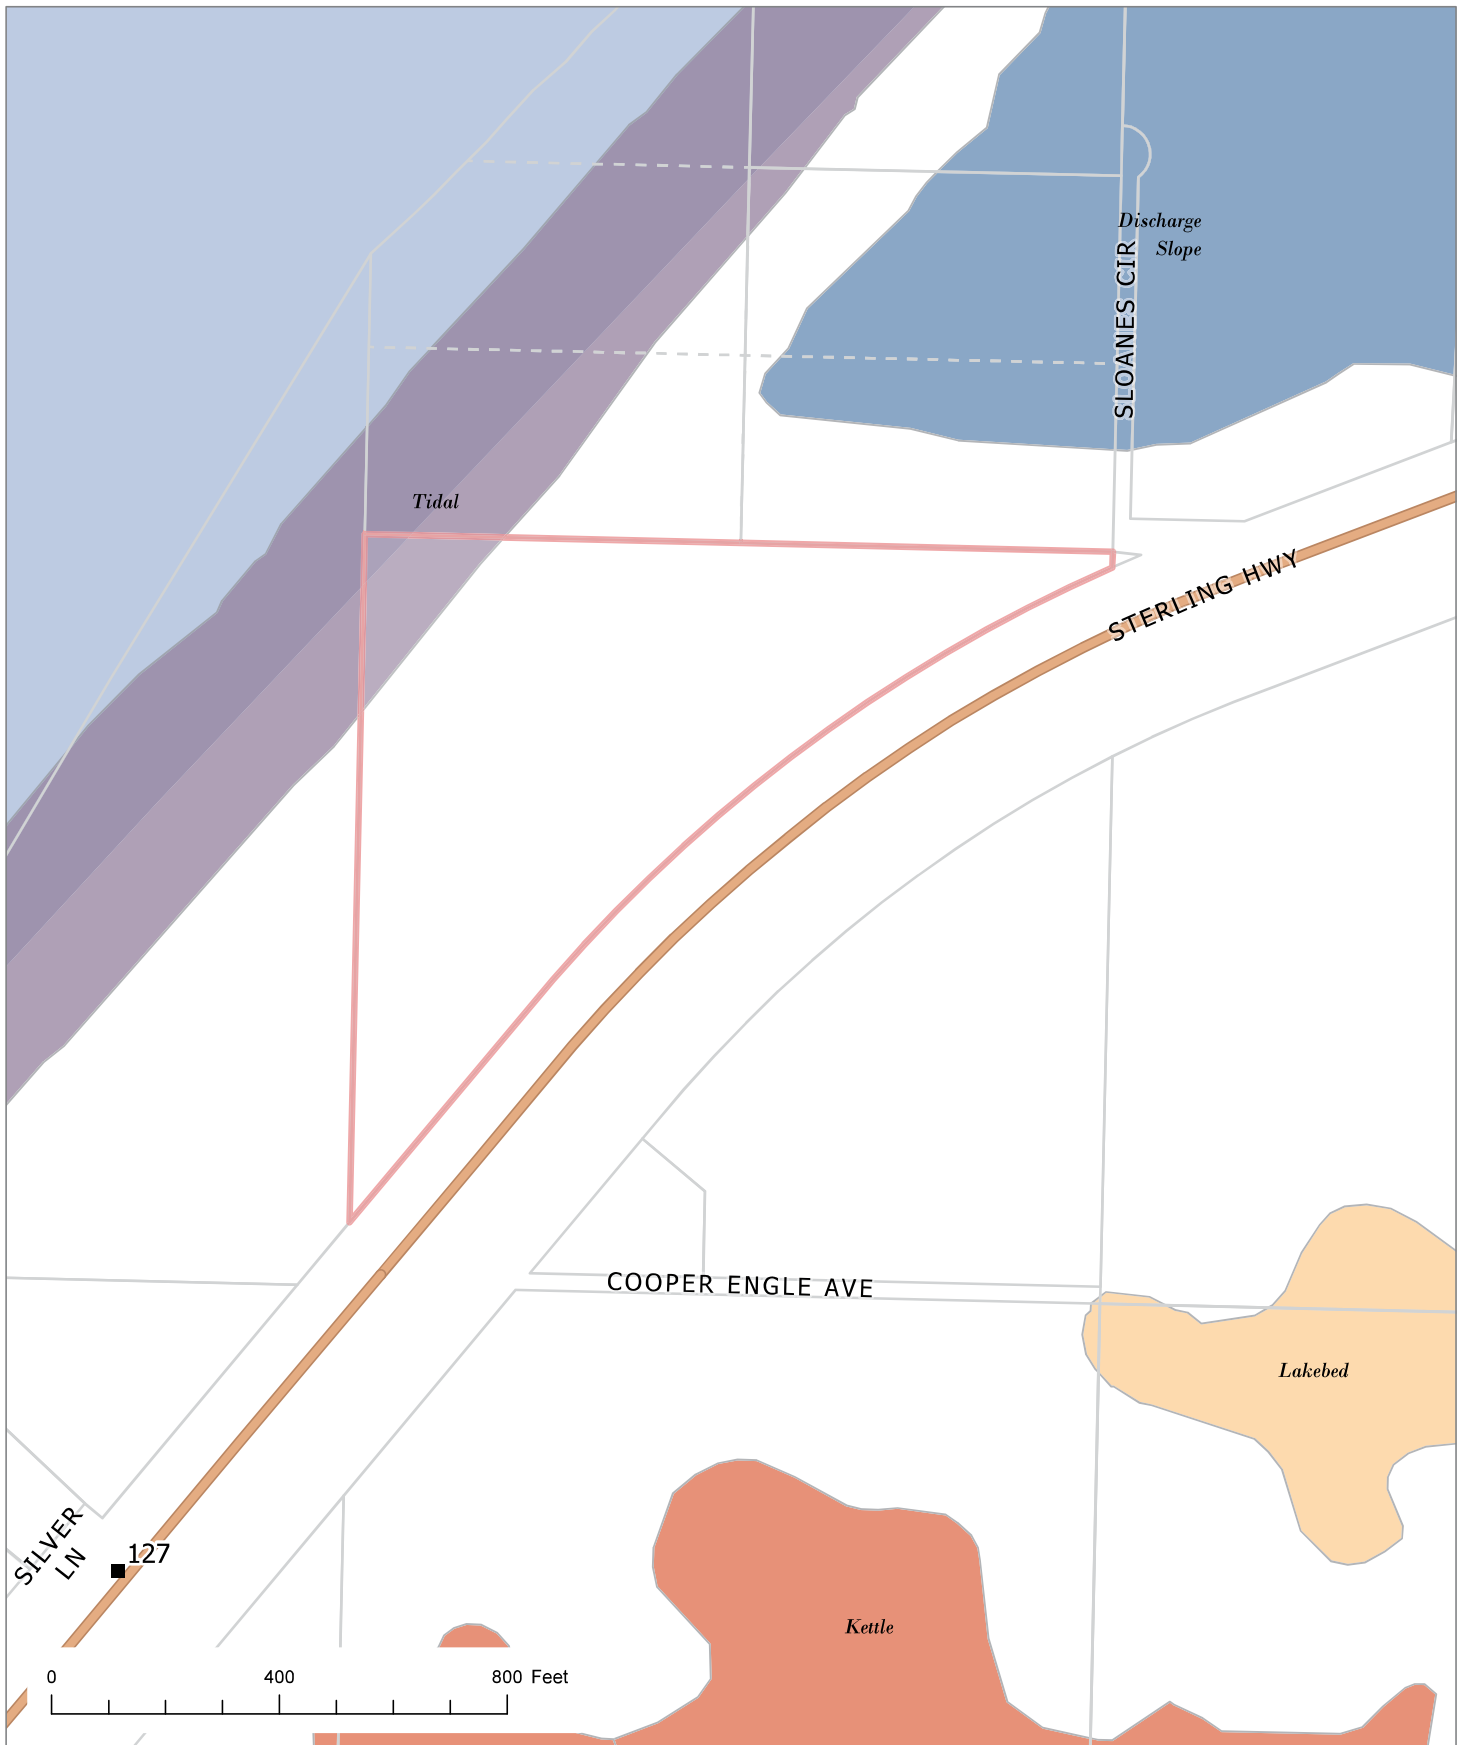 Discharge
Slope
SLOANES CIR
Tidal
STERLING HWY
COOPER ENGLE AVE
Lakebed
SILVER
LN
127
Kettle
0 400 800 Feet